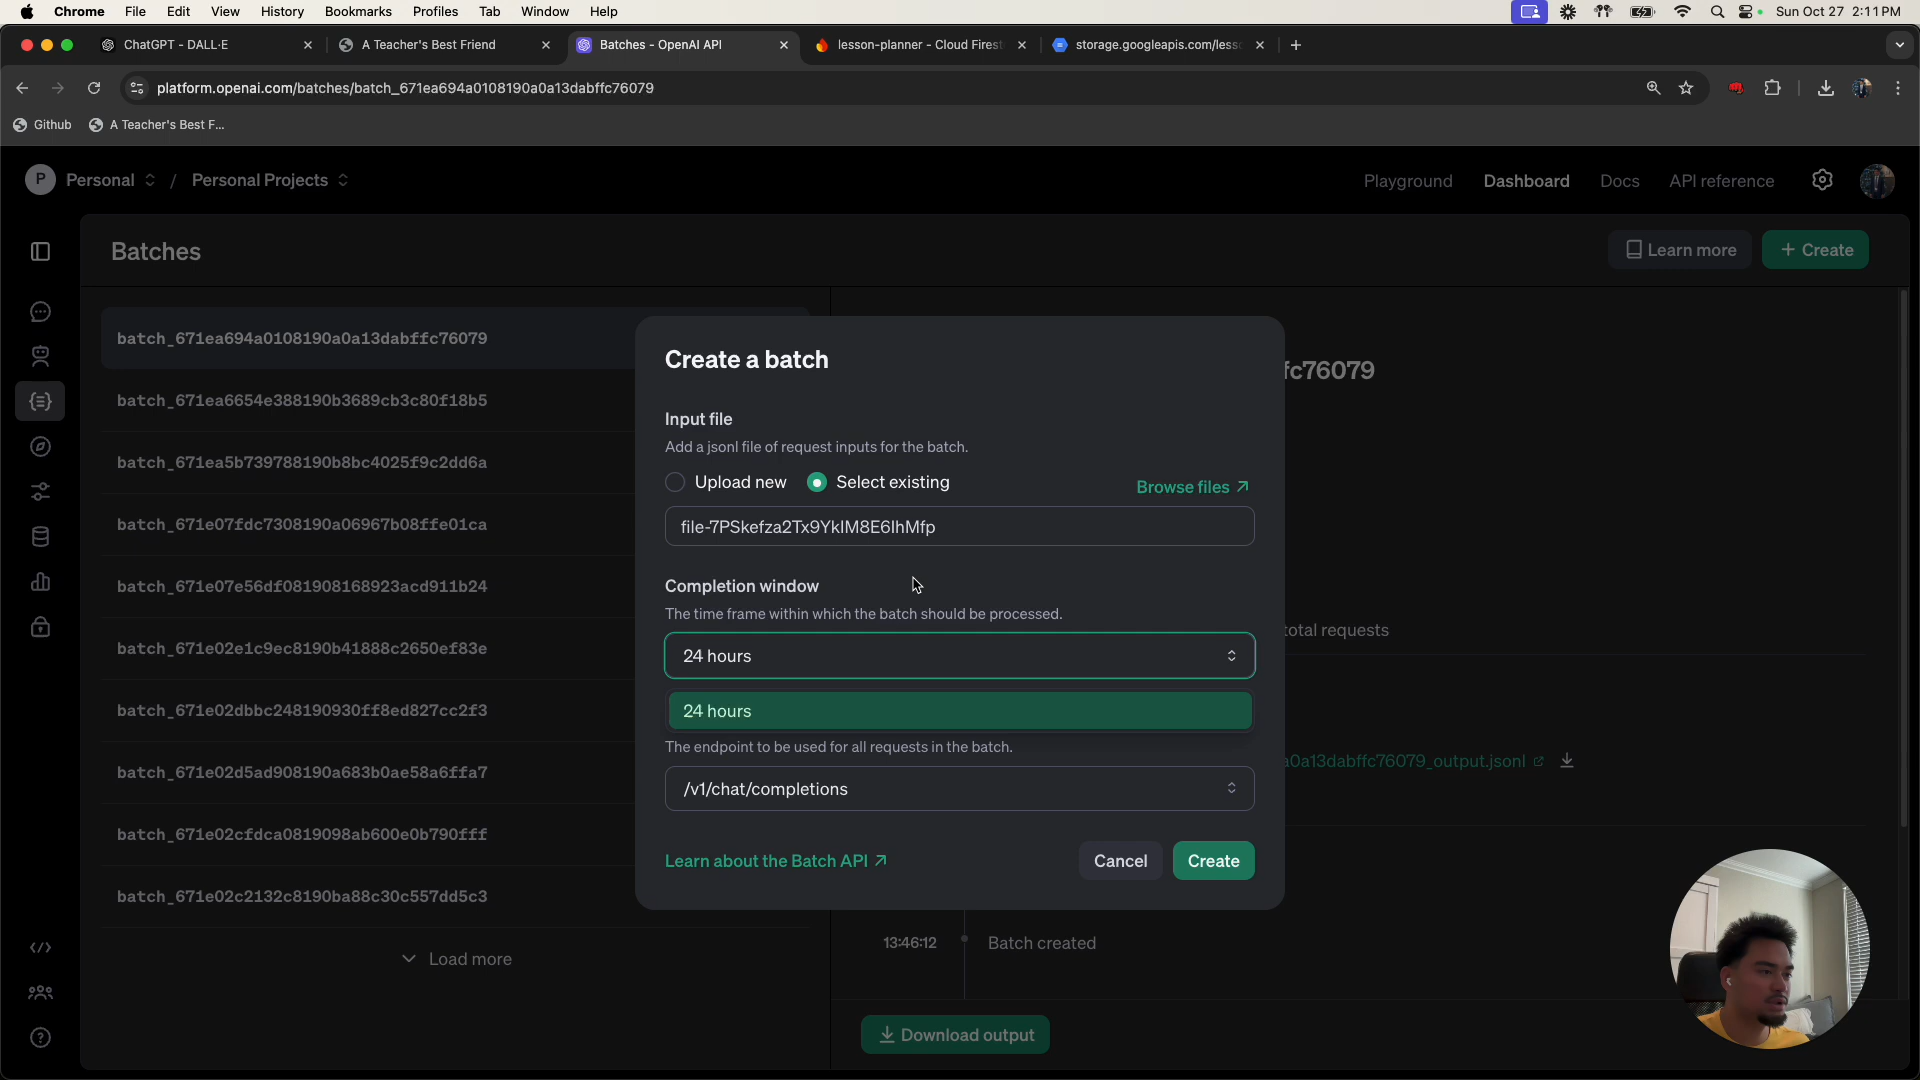 Chrome File Edit View History Bookmarks Profiles Tab Window Help Sun Oct 27 2:11 PM
ChatGPT - DALL·E A Teacher's Best Friend Batches - OpenAI API lesson-planner - Cloud Firest storage.googleapis.com/less
platform.openai.com/batches/batch_671ea694a0108190a0a13dabffc76079
Github A Teacher's Best F...
P Personal / Personal Projects Playground Dashboard Docs API reference
Batches Learn more + Create
batch_671ea694a0108190a0a13dabffc76079
batch_671ea6654e388190b3689cb3c80f18b5
batch_671ea5b739788190b8bc4025f9c2dd6a
batch_671e07fdc7308190a06967b08ffe01ca
batch_671e07e56df081908168923acd911b24
batch_671e02e1c9ec8190b41888c2650ef83e
batch_671e02dbbc248190930ff8ed827cc2f3
batch_671e02d5ad908190a683b0ae58a6ffa7
batch_671e02cfdca0819098ab600e0b790fff
batch_671e02c2132c8190ba88c30c557dd5c3
Load more
Create a batch
Input file
Add a jsonl file of request inputs for the batch.
Upload new Select existing Browse files
file-7PSkefza2Tx9YkIM8E6lhMfp
Completion window
The time frame within which the batch should be processed.
24 hours
24 hours
The endpoint to be used for all requests in the batch.
/v1/chat/completions
Learn about the Batch API Cancel Create
fc76079
total requests
a0a13dabffc76079_output.jsonl
13:46:12 Batch created
Download output